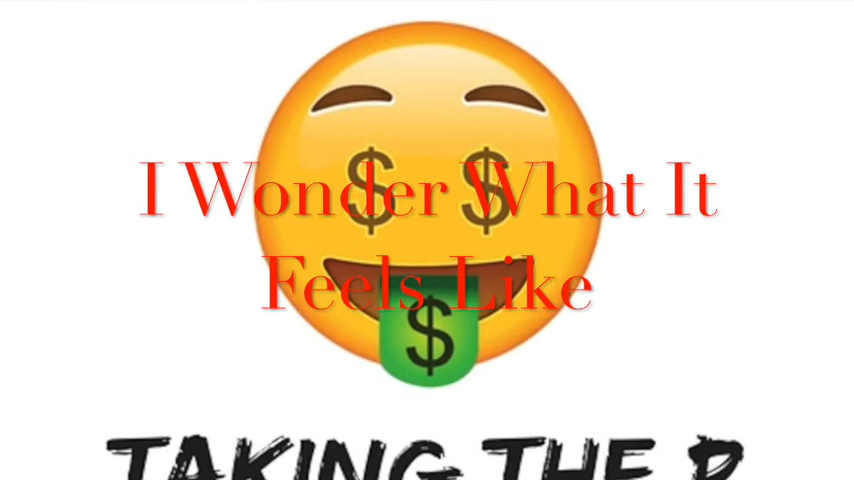 I Wonder What It
Feels Like
$ $
$
TAKING THE P